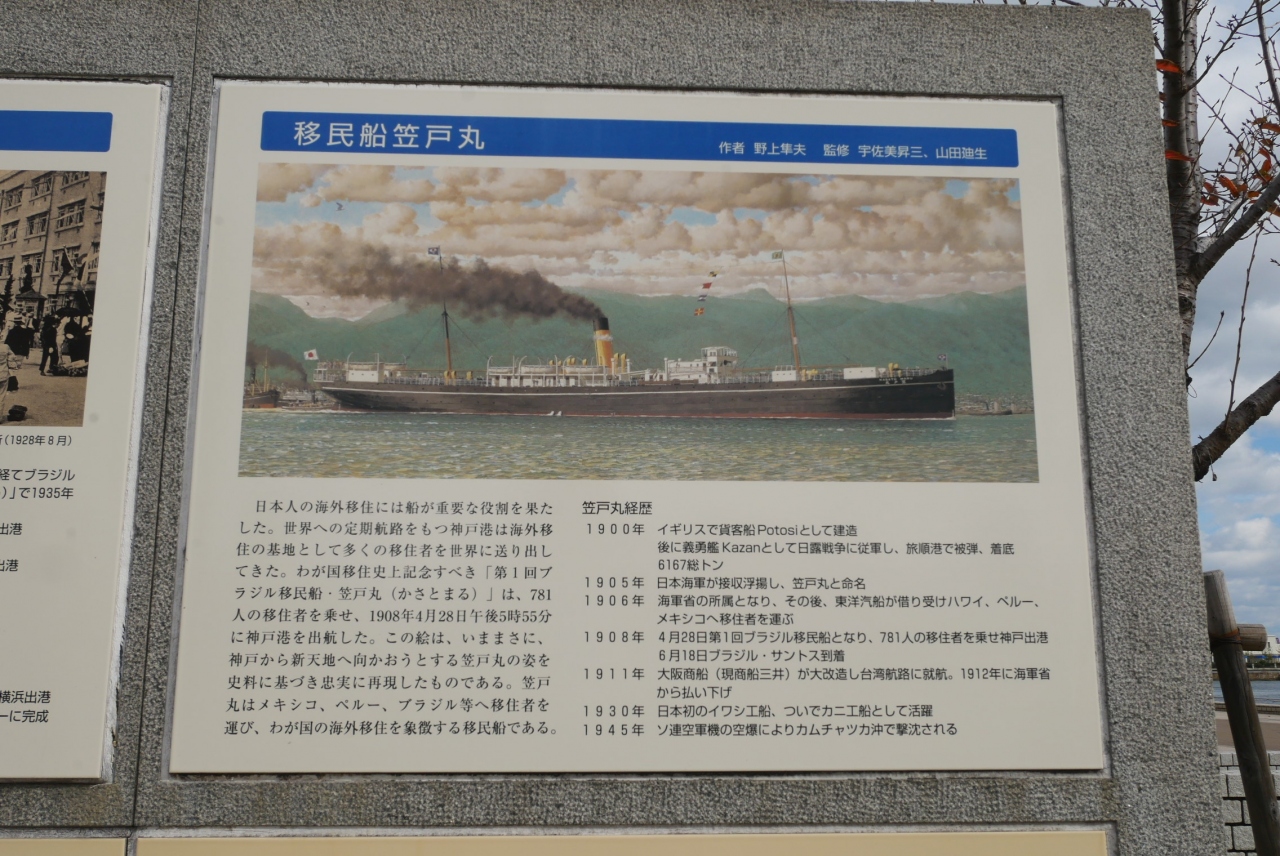 移民船笠戸丸
作者 野上隼夫 監修 宇佐美昇三、山田廸生
日本人の海外移住には船が重要な役割を果た
した。世界への定期航路をもつ神戸港は海外移
住の基地として多くの移住者を世界に送り出し
てきた。わが国移住史上記念すべき「第1回ブ
ラジル移民船・笠戸丸（かさとまる）」は、781
人の移住者を乗せ、1908年4月28日午後5時55分
に神戸港を出航した。この絵は、いままさに、
神戸から新天地へ向かおうとする笠戸丸の姿を
史料に基づき忠実に再現したものである。笠戸
丸はメキシコ、ペルー、ブラジル等へ移住者を
運び、わが国の海外移住を象徴する移民船である。
笠戸丸経歴
1900年 イギリスで貨客船Potosiとして建造
後に義勇艦Kazanとして日露戦争に従軍し、旅順港で被弾、着底
6167総トン
1905年 日本海軍が接収浮揚し、笠戸丸と命名
1906年 海軍省の所属となり、その後、東洋汽船が借り受けハワイ、ペルー、
メキシコへ移住者を運ぶ
1908年 4月28日第1回ブラジル移民船となり、781人の移住者を乗せ神戸出港
6月18日ブラジル・サントス到着
1911年 大阪商船（現商船三井）が大改造し台湾航路に就航。1912年に海軍省
から払い下げ
1930年 日本初のイワシ工船、ついでカニ工船として活躍
1945年 ソ連空軍機の空爆によりカムチャツカ沖で撃沈される
（1928年8月）
経てブラジル
）」で1935年
出港
出港
横浜出港
ーに完成